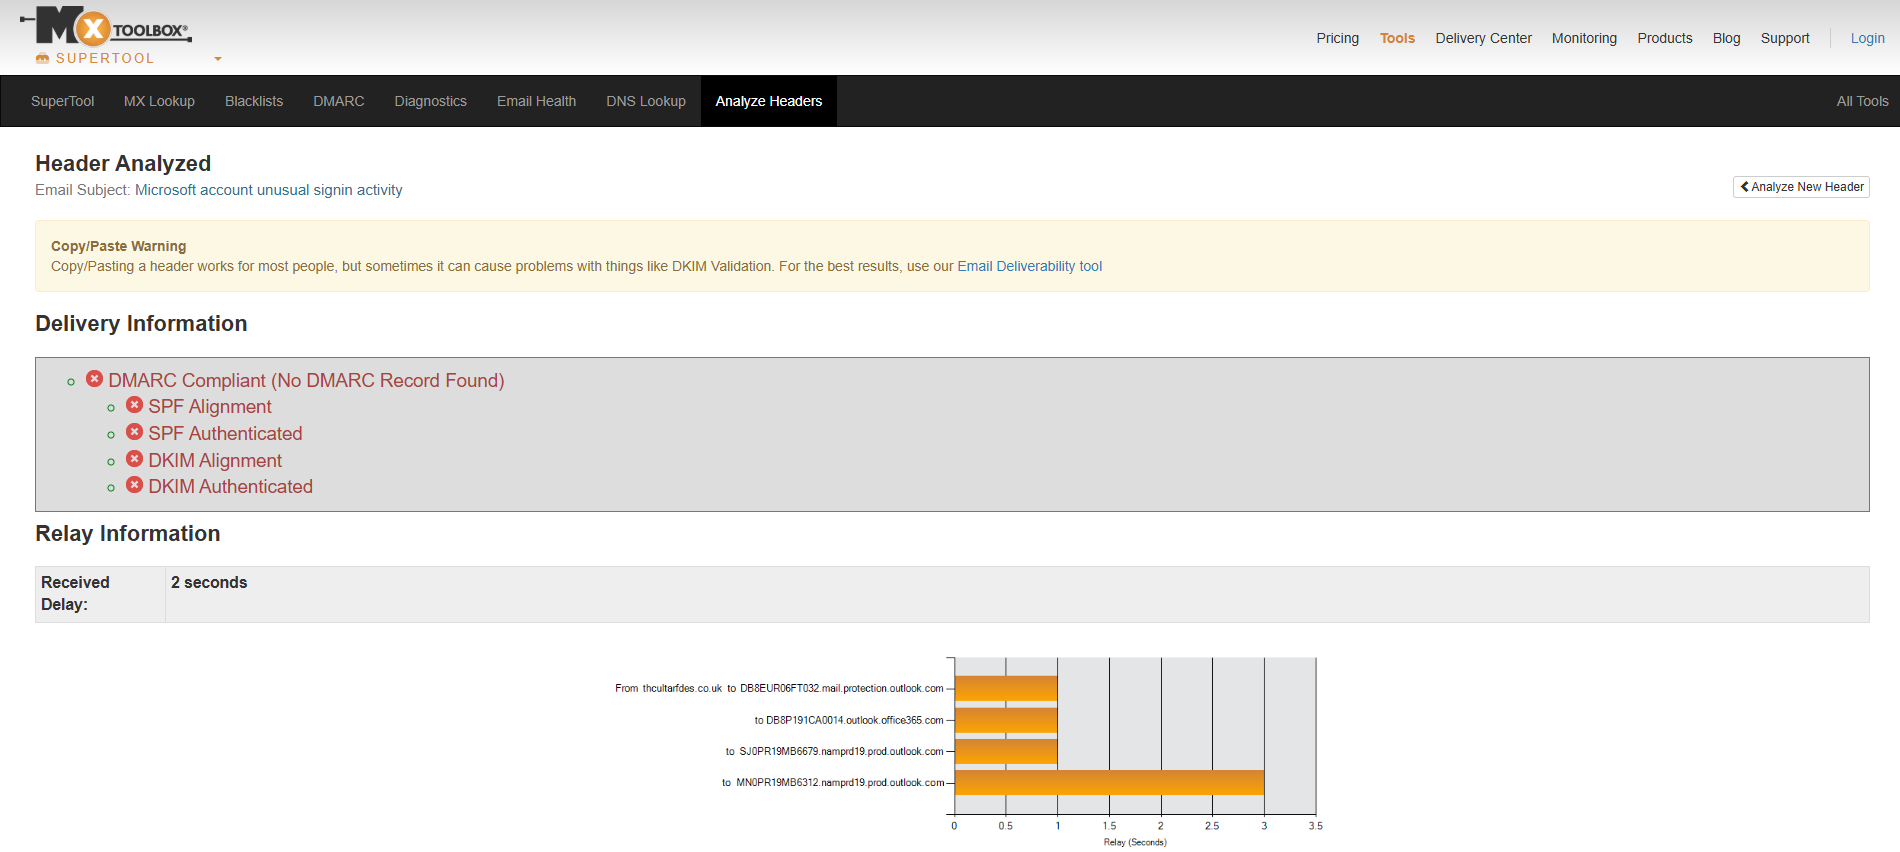 MX TOOLBOX®
SUPERTOOL
Pricing Tools Delivery Center Monitoring Products Blog Support Login
SuperTool MX Lookup Blacklists DMARC Diagnostics Email Health DNS Lookup Analyze Headers All Tools
Header Analyzed
Email Subject: Microsoft account unusual signin activity
Analyze New Header
Copy/Paste Warning
Copy/Pasting a header works for most people, but sometimes it can cause problems with things like DKIM Validation. For the best results, use our Email Deliverability tool
Delivery Information
DMARC Compliant (No DMARC Record Found)
SPF Alignment
SPF Authenticated
DKIM Alignment
DKIM Authenticated
Relay Information
Received 2 seconds
Delay:
From thcultarfdes.co.uk to DB8EUR06FT032.mail.protection.outlook.com
to DB8P191CA0014.outlook.office365.com
to SJ0PR19MB6679.namprd19.prod.outlook.com
to MN0PR19MB6312.namprd19.prod.outlook.com
0 0.5 1 1.5 2 2.5 3 3.5
Relay (Seconds)